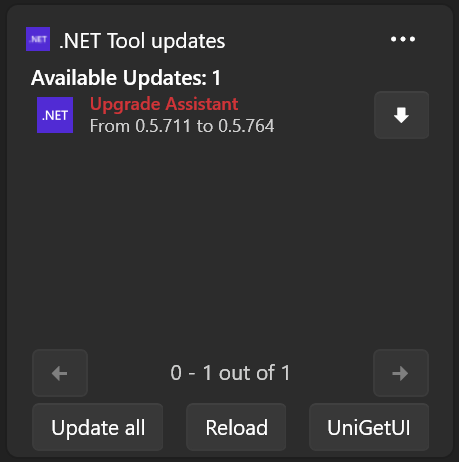 .NET
.NET Tool updates
Available Updates: 1
.NET
Upgrade Assistant
From 0.5.711 to 0.5.764
0 - 1 out of 1
Update all
Reload
UniGetUI